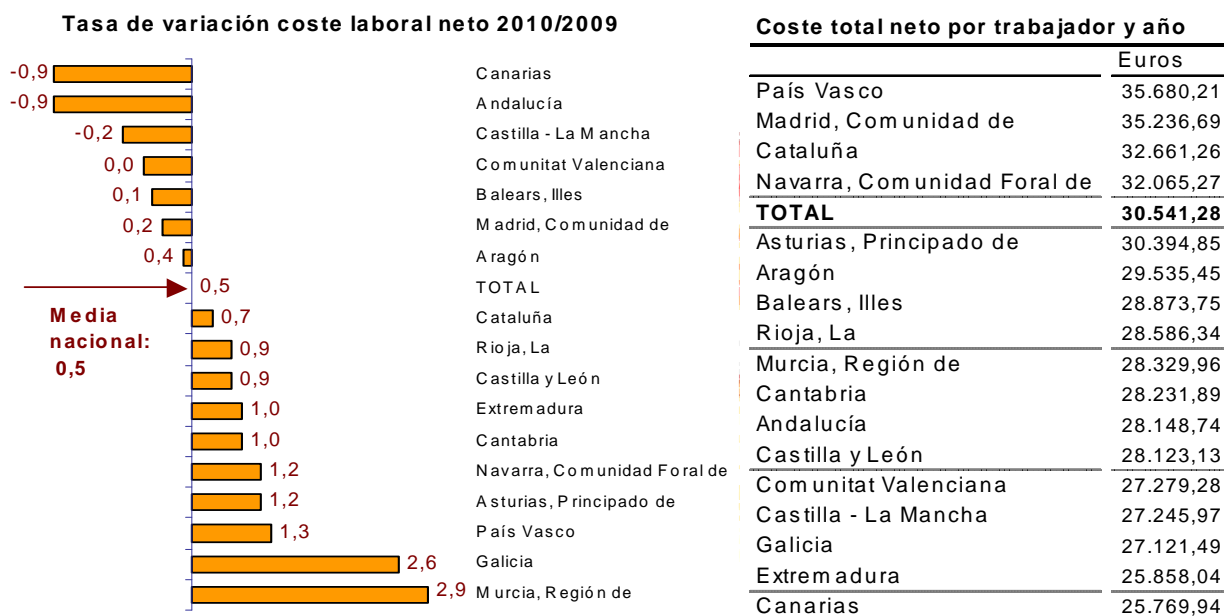 Tasa de variación coste laboral neto 2010/2009
-0,9 Canarias
-0,9 Andalucía
-0,2 Castilla - La Mancha
0,0 Comunitat Valenciana
0,1 Balears, Illes
0,2 Madrid, Comunidad de
0,4 Aragón
0,5 TOTAL
Media
nacional:
0,5
0,7 Cataluña
0,9 Rioja, La
0,9 Castilla y León
1,0 Extremadura
1,0 Cantabria
1,2 Navarra, Comunidad Foral de
1,2 Asturias, Principado de
1,3 País Vasco
2,6 Galicia
2,9 Murcia, Región de
Coste total neto por trabajador y año
Euros
País Vasco 35.680,21
Madrid, Comunidad de 35.236,69
Cataluña 32.661,26
Navarra, Comunidad Foral de 32.065,27
TOTAL 30.541,28
Asturias, Principado de 30.394,85
Aragón 29.535,45
Balears, Illes 28.873,75
Rioja, La 28.586,34
Murcia, Región de 28.329,96
Cantabria 28.231,89
Andalucía 28.148,74
Castilla y León 28.123,13
Comunitat Valenciana 27.279,28
Castilla - La Mancha 27.245,97
Galicia 27.121,49
Extremadura 25.858,04
Canarias 25.769,94